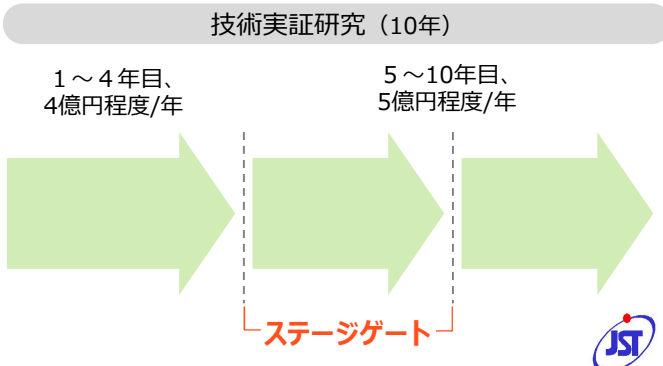 技術実証研究（10年）
１～４年目、
4億円程度/年
５～10年目、
5億円程度/年
ステージゲート
JST